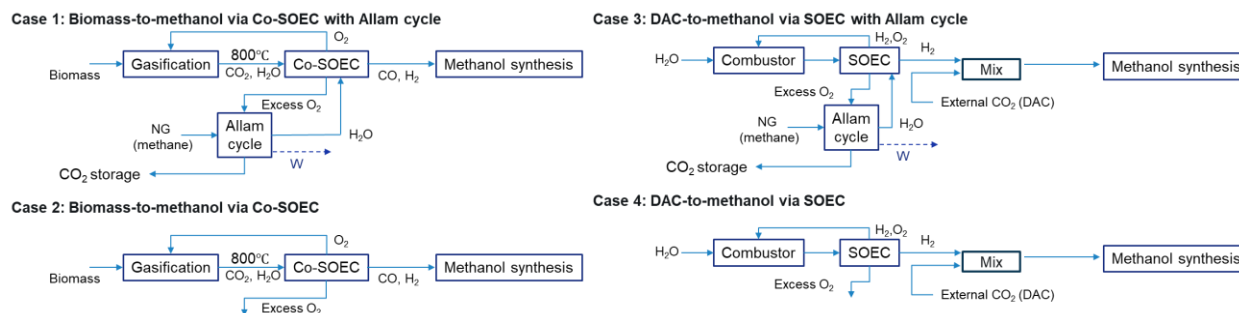 Case 1: Biomass-to-methanol via Co-SOEC with Allam cycle
O₂
Biomass
Gasification
800℃
CO₂, H₂O
Co-SOEC
CO, H₂
Methanol synthesis
Excess O₂
NG
(methane)
Allam
cycle
H₂O
W
CO₂ storage
Case 2: Biomass-to-methanol via Co-SOEC
O₂
Biomass
Gasification
800℃
CO₂, H₂O
Co-SOEC
CO, H₂
Methanol synthesis
Excess O₂
Case 3: DAC-to-methanol via SOEC with Allam cycle
H₂,O₂
H₂O
Combustor
SOEC
H₂
Mix
Methanol synthesis
Excess O₂
External CO₂ (DAC)
NG
(methane)
Allam
cycle
H₂O
W
CO₂ storage
Case 4: DAC-to-methanol via SOEC
H₂,O₂
H₂O
Combustor
SOEC
H₂
Mix
Methanol synthesis
Excess O₂
External CO₂ (DAC)